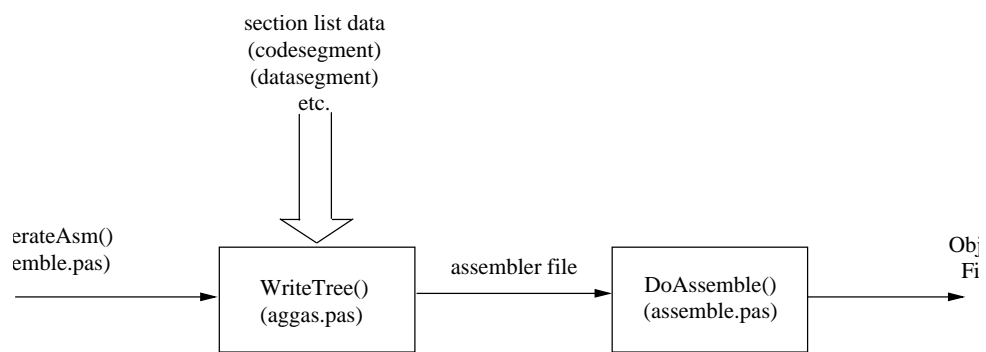 section list data
(codesegment)
(datasegment)
etc.
erateAsm()
emble.pas)
WriteTree()
(aggas.pas)
assembler file
DoAssemble()
(assemble.pas)
Obj
Fi